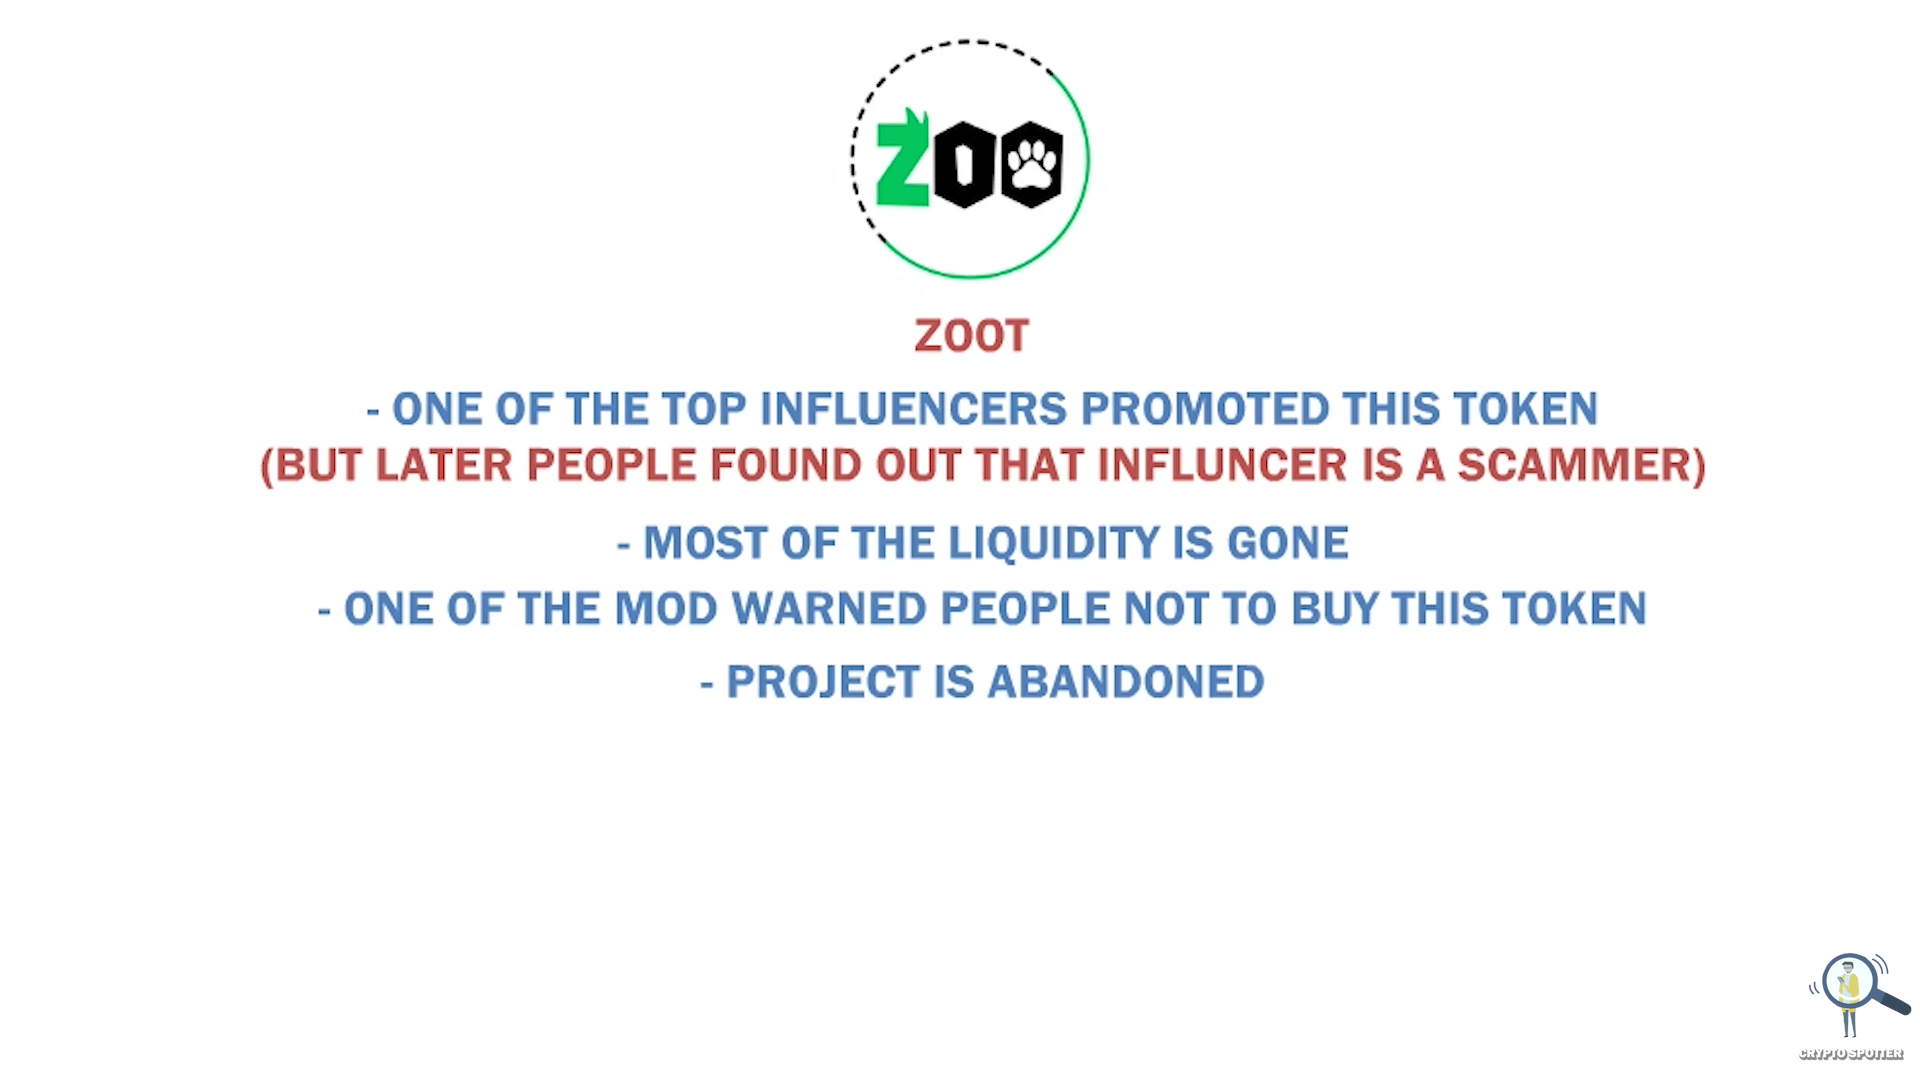 ZOO
ZOOT
- ONE OF THE TOP INFLUENCERS PROMOTED THIS TOKEN
(BUT LATER PEOPLE FOUND OUT THAT INFLUNCER IS A SCAMMER)
- MOST OF THE LIQUIDITY IS GONE
- ONE OF THE MOD WARNED PEOPLE NOT TO BUY THIS TOKEN
- PROJECT IS ABANDONED
CRYPTO SPOTTER